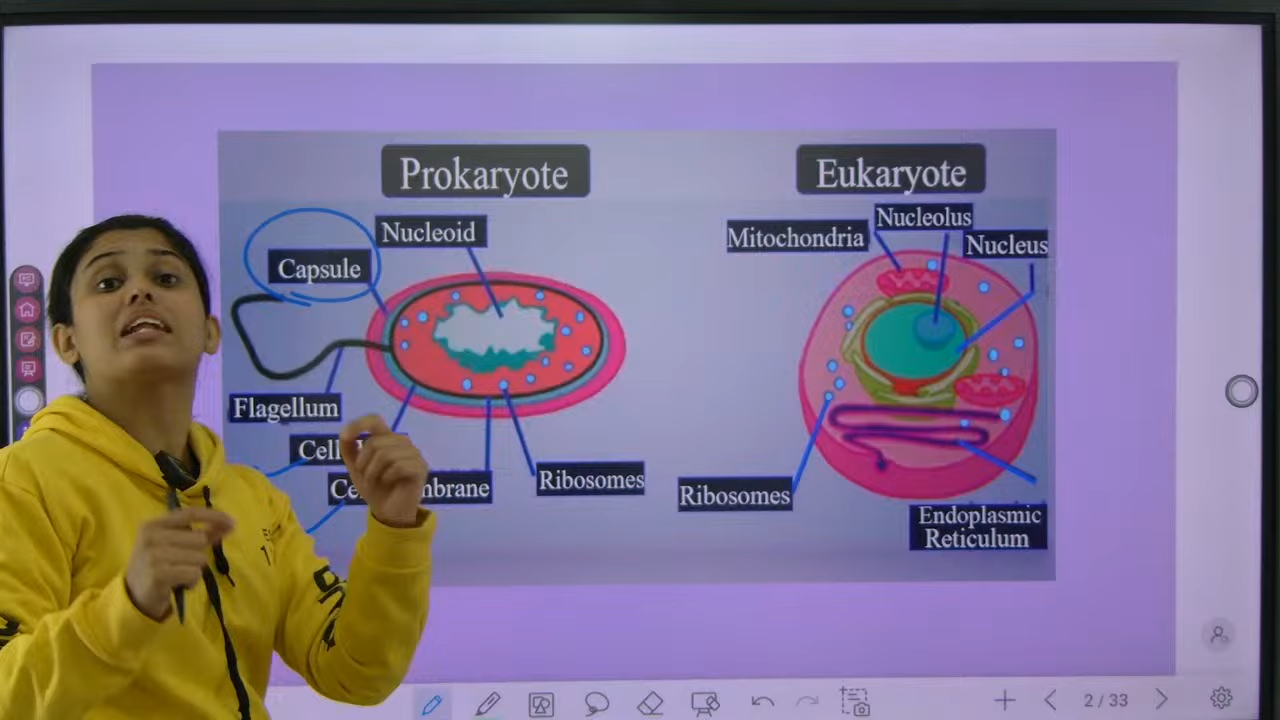 Prokaryote
Eukaryote
Nucleoid
Capsule
Flagellum
Cell
Ribosomes
Mitochondria
Nucleolus
Nucleus
Ribosomes
Endoplasmic
Reticulum
2 / 33